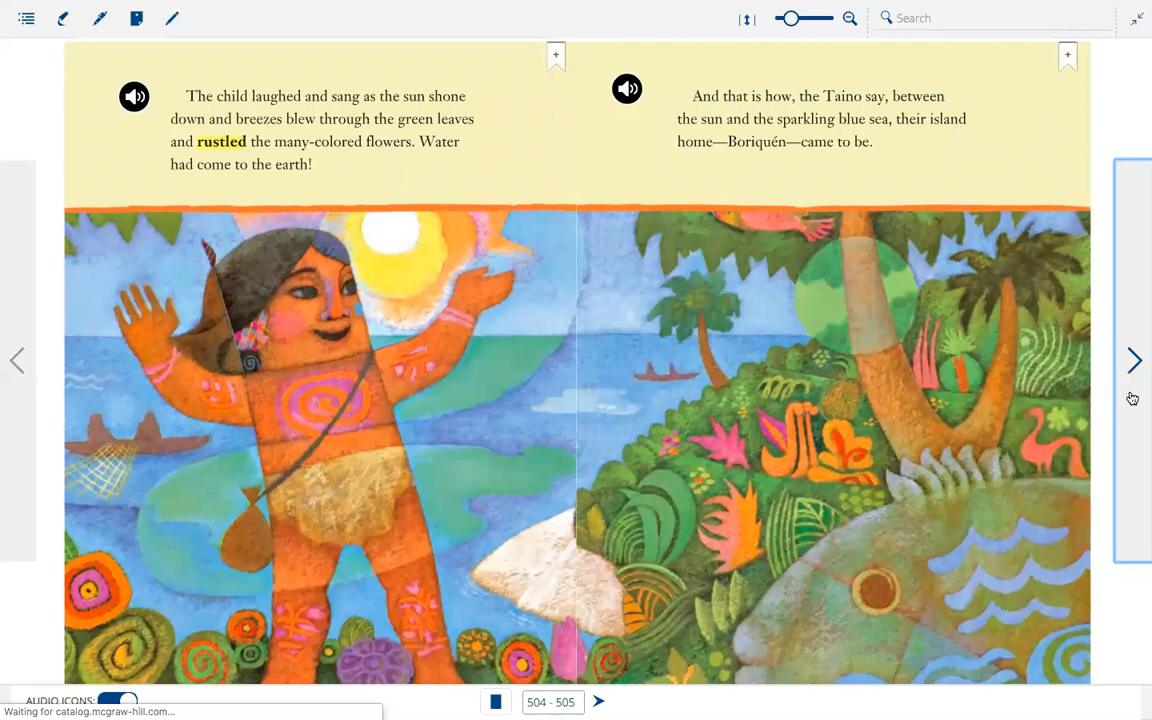 Search
The child laughed and sang as the sun shone
down and breezes blew through the green leaves
and rustled the many-colored flowers. Water
had come to the earth!
And that is how, the Taino say, between
the sun and the sparkling blue sea, their island
home—Boriquén—came to be.
AUDIO ICONS:
504 - 505
Waiting for catalog.mcgraw-hill.com...